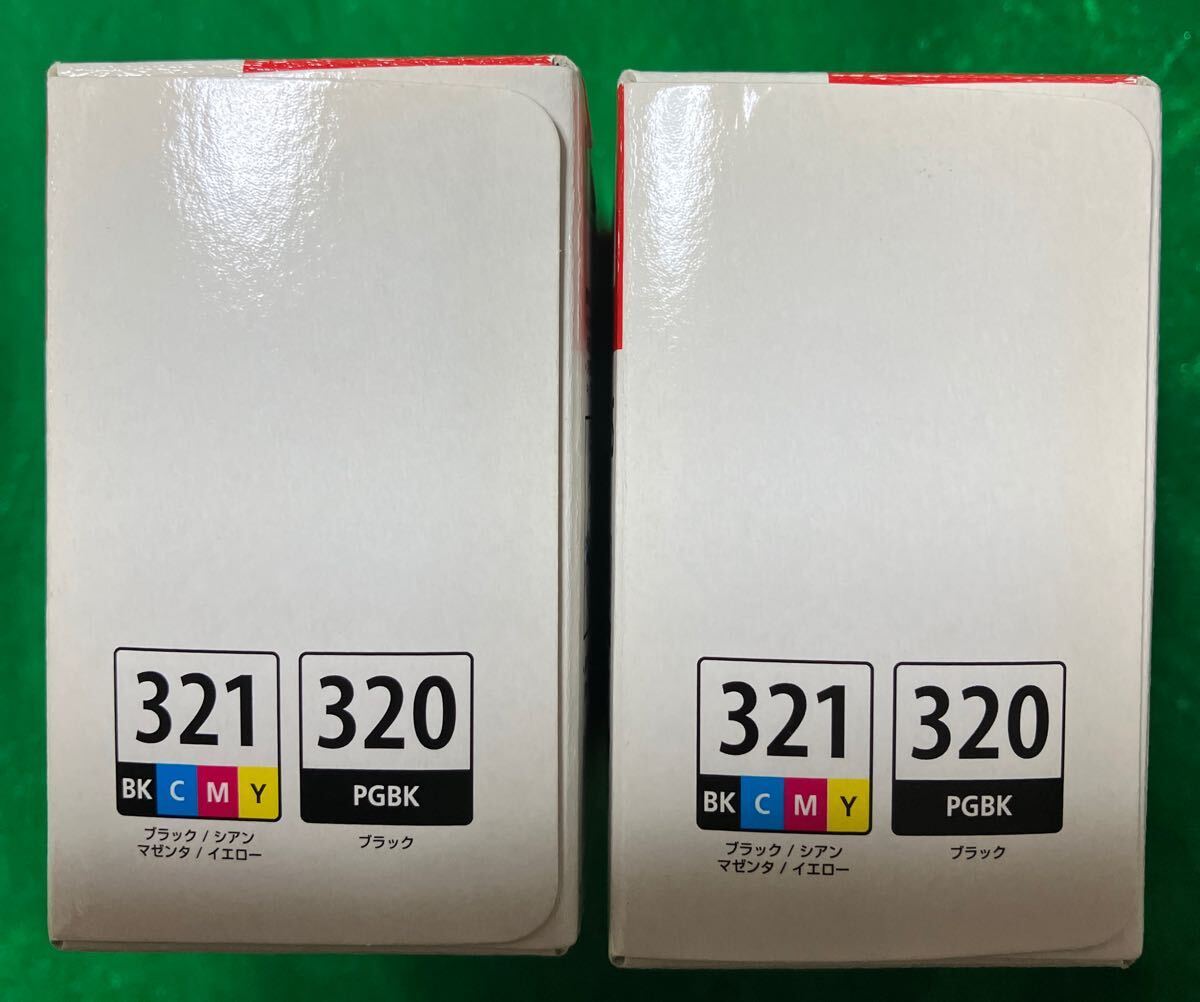 321
BK C M Y
ブラック / シアン
マゼンタ / イエロー
320
PGBK
ブラック
321
BK C M Y
ブラック / シアン
マゼンタ / イエロー
320
PGBK
ブラック